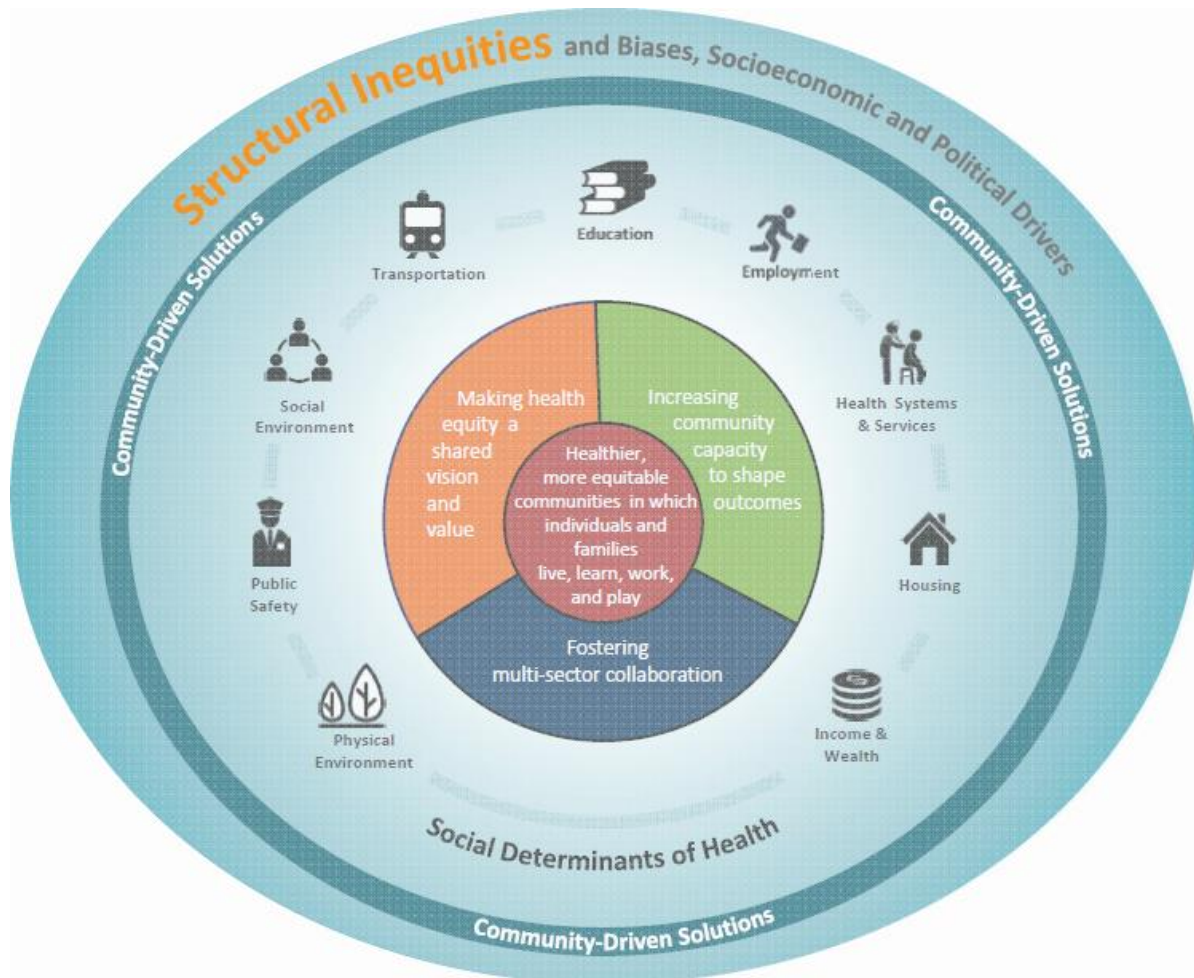 Structural Inequities and Biases, Socioeconomic and Political Drivers
Community-Driven Solutions
Community-Driven Solutions
Education
Transportation
Employment
Social
Environment
Health Systems
& Services
Public
Safety
Housing
Physical
Environment
Income &
Wealth
Making health
equity a
shared
vision
and
value
Increasing
community
capacity
to shape
outcomes
Healthier,
more equitable
communities in which
individuals and
families
live, learn, work,
and play
Fostering
multi-sector collaboration
Social Determinants of Health
Community-Driven Solutions